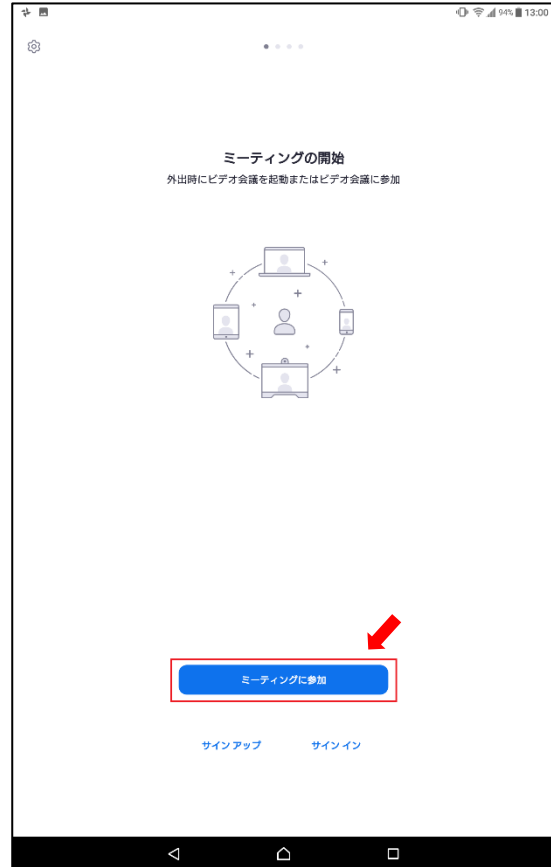 94% 13:00
ミーティングの開始
外出時にビデオ会議を起動またはビデオ会議に参加
ミーティングに参加
サイン アップ サイン イン